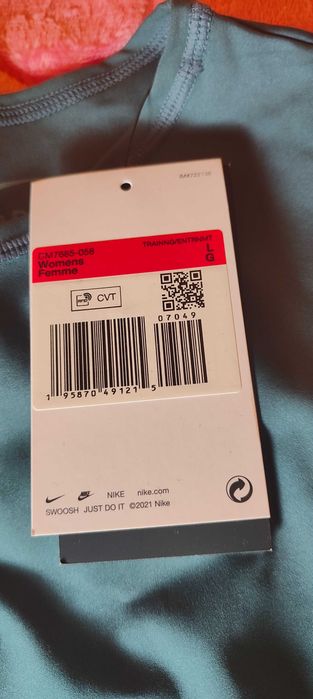 CM7685-058
Womens
Femme
TRAINING/ENTRNMT
L
G
CVT
07049
1 95870 49121 5
NIKE nike.com
SWOOSH JUST DO IT ©2021 Nike